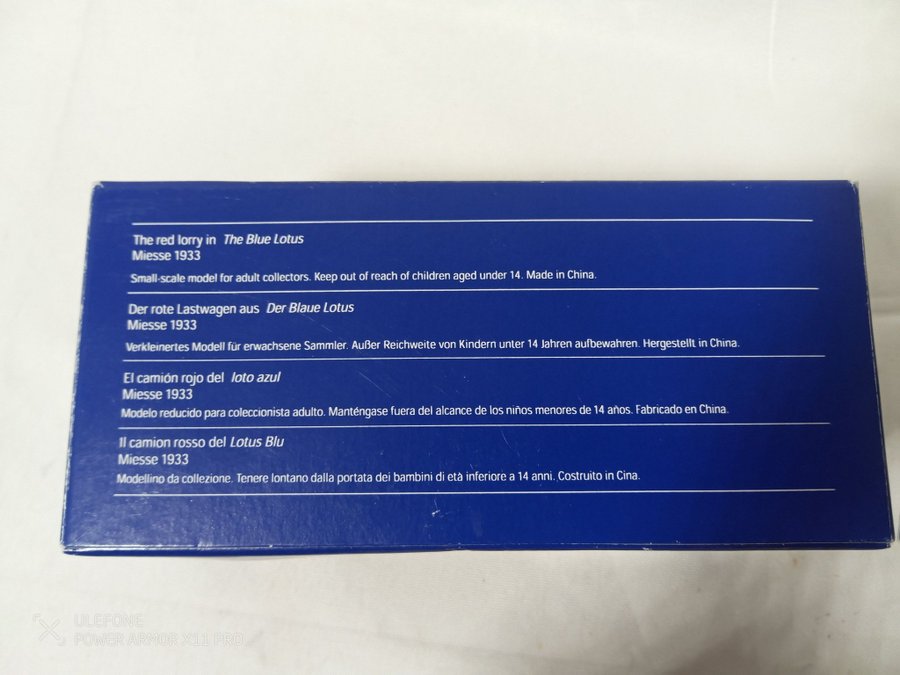 The red lorry in The Blue Lotus
Miesse 1933
Small-scale model for adult collectors. Keep out of reach of children aged under 14. Made in China.
Der rote Lastwagen aus Der Blaue Lotus
Miesse 1933
Verkleinertes Modell für erwachsene Sammler. Außer Reichweite von Kindern unter 14 Jahren aufbewahren. Hergestellt in China.
El camión rojo del loto azul
Miesse 1933
Modelo reducido para coleccionista adulto. Manténgase fuera del alcance de los niños menores de 14 años. Fabricado en China.
Il camion rosso del Lotus Blu
Miesse 1933
Modellino da collezione. Tenere lontano dalla portata dei bambini di età inferiore a 14 anni. Costruito in Cina.
ULEFONE
POWER ARMOR X11 PRO